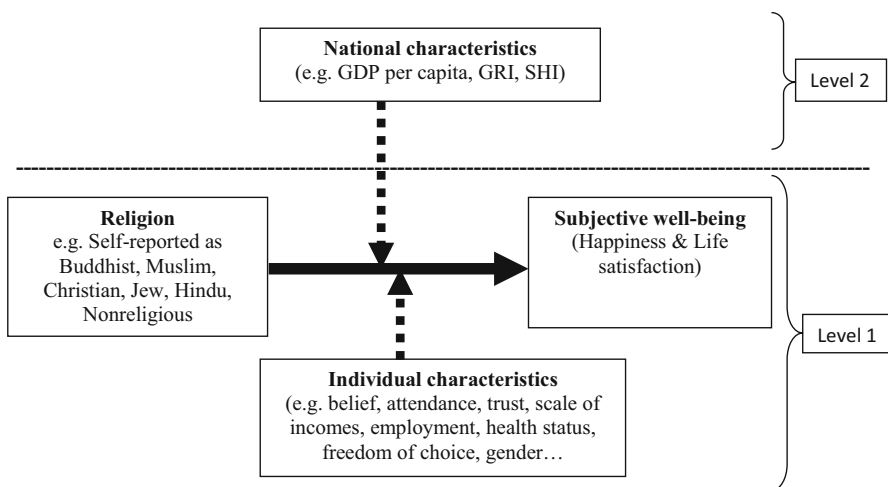 National characteristics
(e.g. GDP per capita, GRI, SHI)
Level 2
Religion
e.g. Self-reported as
Buddhist, Muslim,
Christian, Jew, Hindu,
Nonreligious
Subjective well-being
(Happiness & Life
satisfaction)
Level 1
Individual characteristics
(e.g. belief, attendance, trust, scale of
incomes, employment, health status,
freedom of choice, gender…